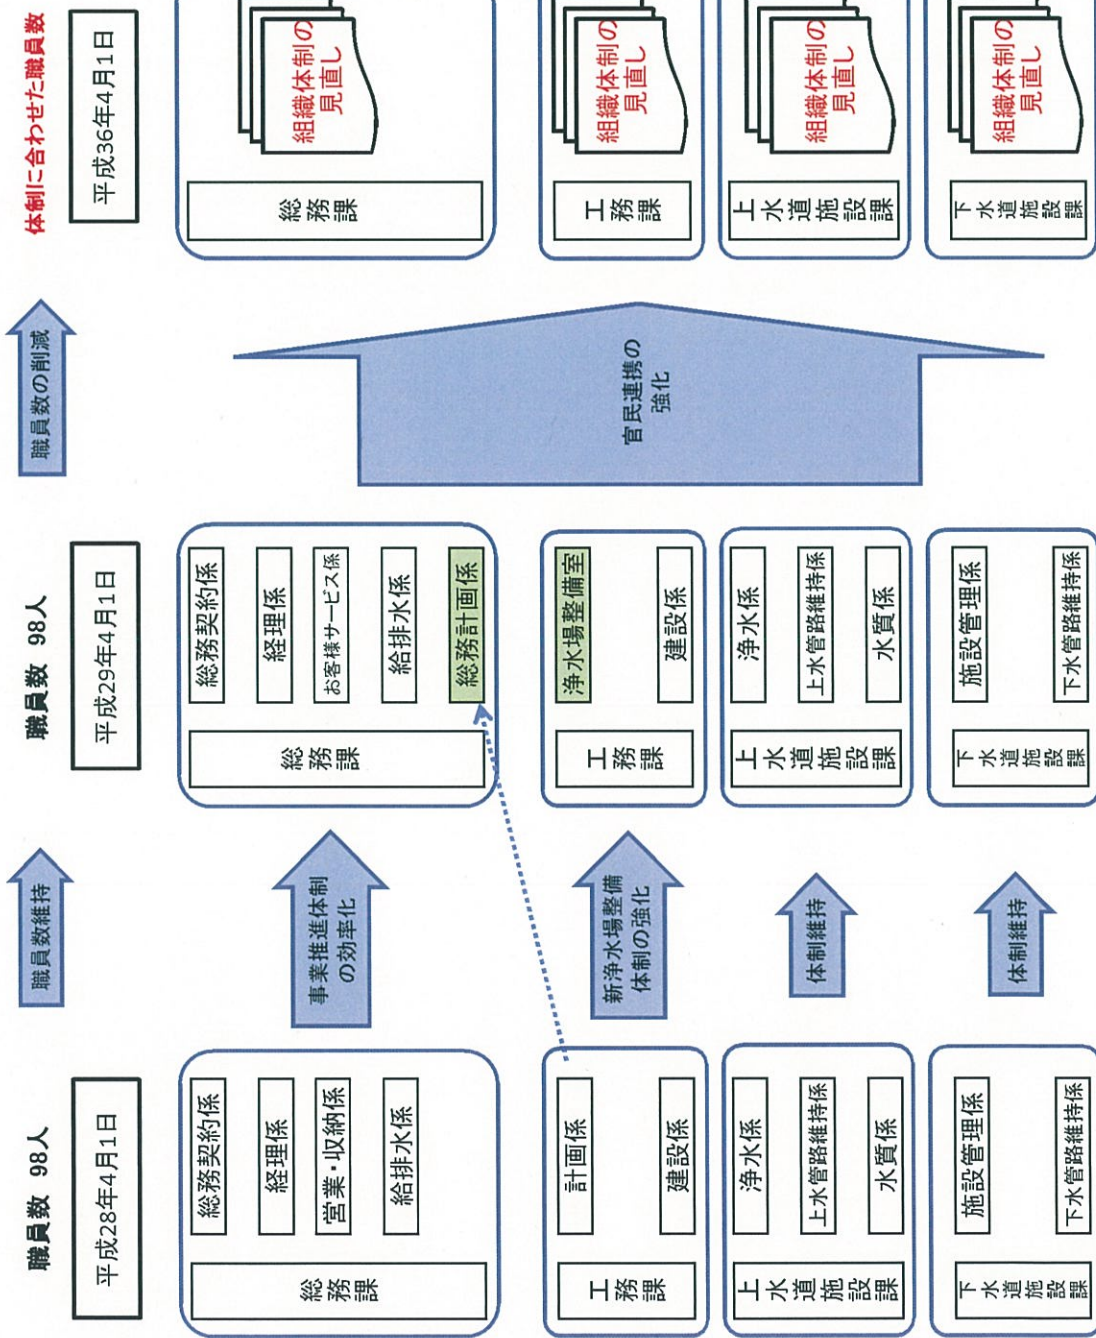 職員数 98人
平成28年4月1日
総務課
総務契約係
経理係
営業・収納係
給排水係
工務課
計画係
建設係
上水道施設課
浄水係
上水管路維持係
水質係
下水道施設課
施設管理係
下水管路維持係
職員数維持
事業推進体制
の効率化
新浄水場整備
体制の強化
体制維持
体制維持
職員数 98人
平成29年4月1日
総務課
総務契約係
経理係
お客様サービス係
給排水係
総務計画係
工務課
浄水場整備室
建設係
上水道施設課
浄水係
上水管路維持係
水質係
下水道施設課
施設管理係
下水管路維持係
職員数の削減
官民連携の
強化
体制に合わせた職員数
平成36年4月1日
総務課
組織体制の
見直し
工務課
組織体制の
見直し
上水道施設課
組織体制の
見直し
下水道施設課
組織体制の
見直し